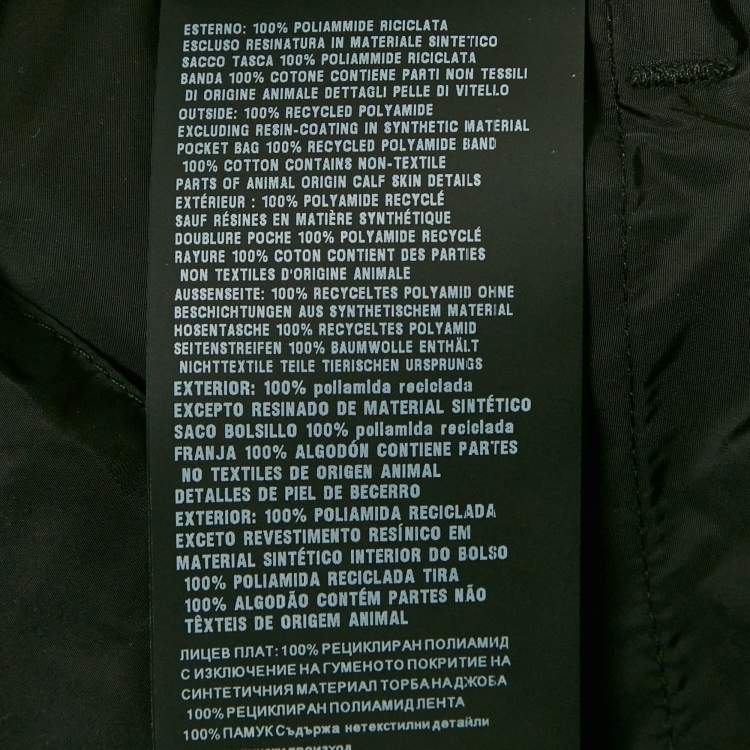 ESTERNO: 100% POLIAMMIDE RICICLATA
ESCLUSO RESINATURA IN MATERIALE SINTETICO
SACCO TASCA 100% POLIAMMIDE RICICLATA
BANDA 100% COTONE CONTIENE PARTI NON TESSILI
DI ORIGINE ANIMALE DETTAGLI PELLE DI VITELLO
OUTSIDE: 100% RECYCLED POLYAMIDE
EXCLUDING RESIN-COATING IN SYNTHETIC MATERIAL
POCKET BAG 100% RECYCLED POLYAMIDE BAND
100% COTTON CONTAINS NON-TEXTILE
PARTS OF ANIMAL ORIGIN CALF SKIN DETAILS
EXTÉRIEUR : 100% POLYAMIDE RECYCLÉ
SAUF RÉSINES EN MATIÈRE SYNTHÉTIQUE
DOUBLURE POCHE 100% POLYAMIDE RECYCLÉ
RAYURE 100% COTON CONTIENT DES PARTIES
NON TEXTILES D'ORIGINE ANIMALE
AUSSENSEITE: 100% RECYCELTES POLYAMID OHNE
BESCHICHTUNGEN AUS SYNTHETISCHEM MATERIAL
HOSENTASCHE 100% RECYCELTES POLYAMID
SEITENSTREIFEN 100% BAUMWOLLE ENTHÄLT
NICHTTEXTILE TEILE TIERISCHEN URSPRUNGS
EXTERIOR: 100% poliamida reciclada
EXCEPTO RESINADO DE MATERIAL SINTÉTICO
SACO BOLSILLO 100% poliamida reciclada
FRANJA 100% ALGODÓN CONTIENE PARTES
NO TEXTILES DE ORIGEN ANIMAL
DETALLES DE PIEL DE BECERRO
EXTERIOR: 100% POLIAMIDA RECICLADA
EXCETO REVESTIMENTO RESÍNICO EM
MATERIAL SINTÉTICO INTERIOR DO BOLSO
100% POLIAMIDA RECICLADA TIRA
100% ALGODÃO CONTÉM PARTES NÃO
TÊXTEIS DE ORIGEM ANIMAL
ЛИЦЕВ ПЛАТ: 100% РЕЦИКЛИРАН ПОЛИАМИД
С ИЗКЛЮЧЕНИЕ НА ГУМЕНОТО ПОКРИТИЕ НА
СИНТЕТИЧНИЯ МАТЕРИАЛ ТОРБА НА ДЖОБА
100% РЕЦИКЛИРАН ПОЛИАМИД ЛЕНТА
100% ПАМУК Съдържа нетекстилни детайли